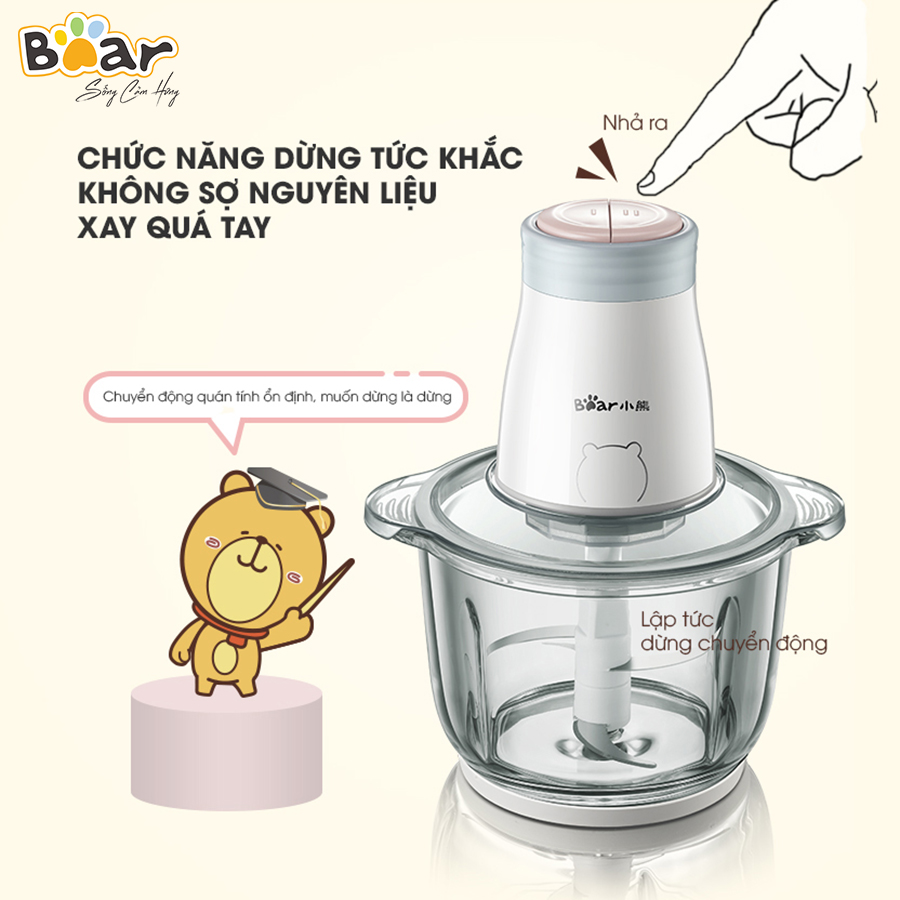 Bear
Sống Cảm Hứng
Nhả ra
CHỨC NĂNG DỪNG TỨC KHẮC
KHÔNG SỢ NGUYÊN LIỆU
XAY QUÁ TAY
Chuyển động quán tính ổn định, muốn dừng là dừng
Bear小熊
Lập tức
dừng chuyển động